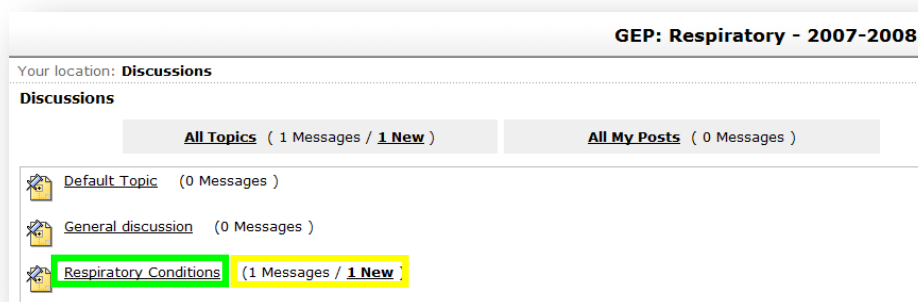 GEP: Respiratory - 2007-2008
Your location: Discussions
Discussions
All Topics ( 1 Messages / 1 New ) All My Posts ( 0 Messages )
Default Topic (0 Messages )
General discussion (0 Messages )
Respiratory Conditions (1 Messages / 1 New )